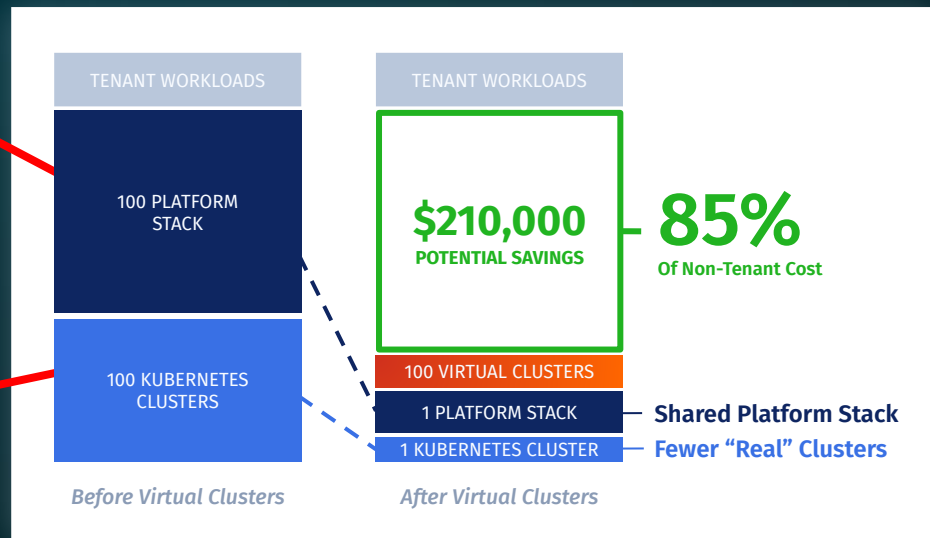 TENANT WORKLOADS
100 PLATFORM
STACK
100 KUBERNETES
CLUSTERS
Before Virtual Clusters
TENANT WORKLOADS
$210,000
POTENTIAL SAVINGS
85%
Of Non-Tenant Cost
100 VIRTUAL CLUSTERS
1 PLATFORM STACK
Shared Platform Stack
1 KUBERNETES CLUSTER
Fewer “Real” Clusters
After Virtual Clusters